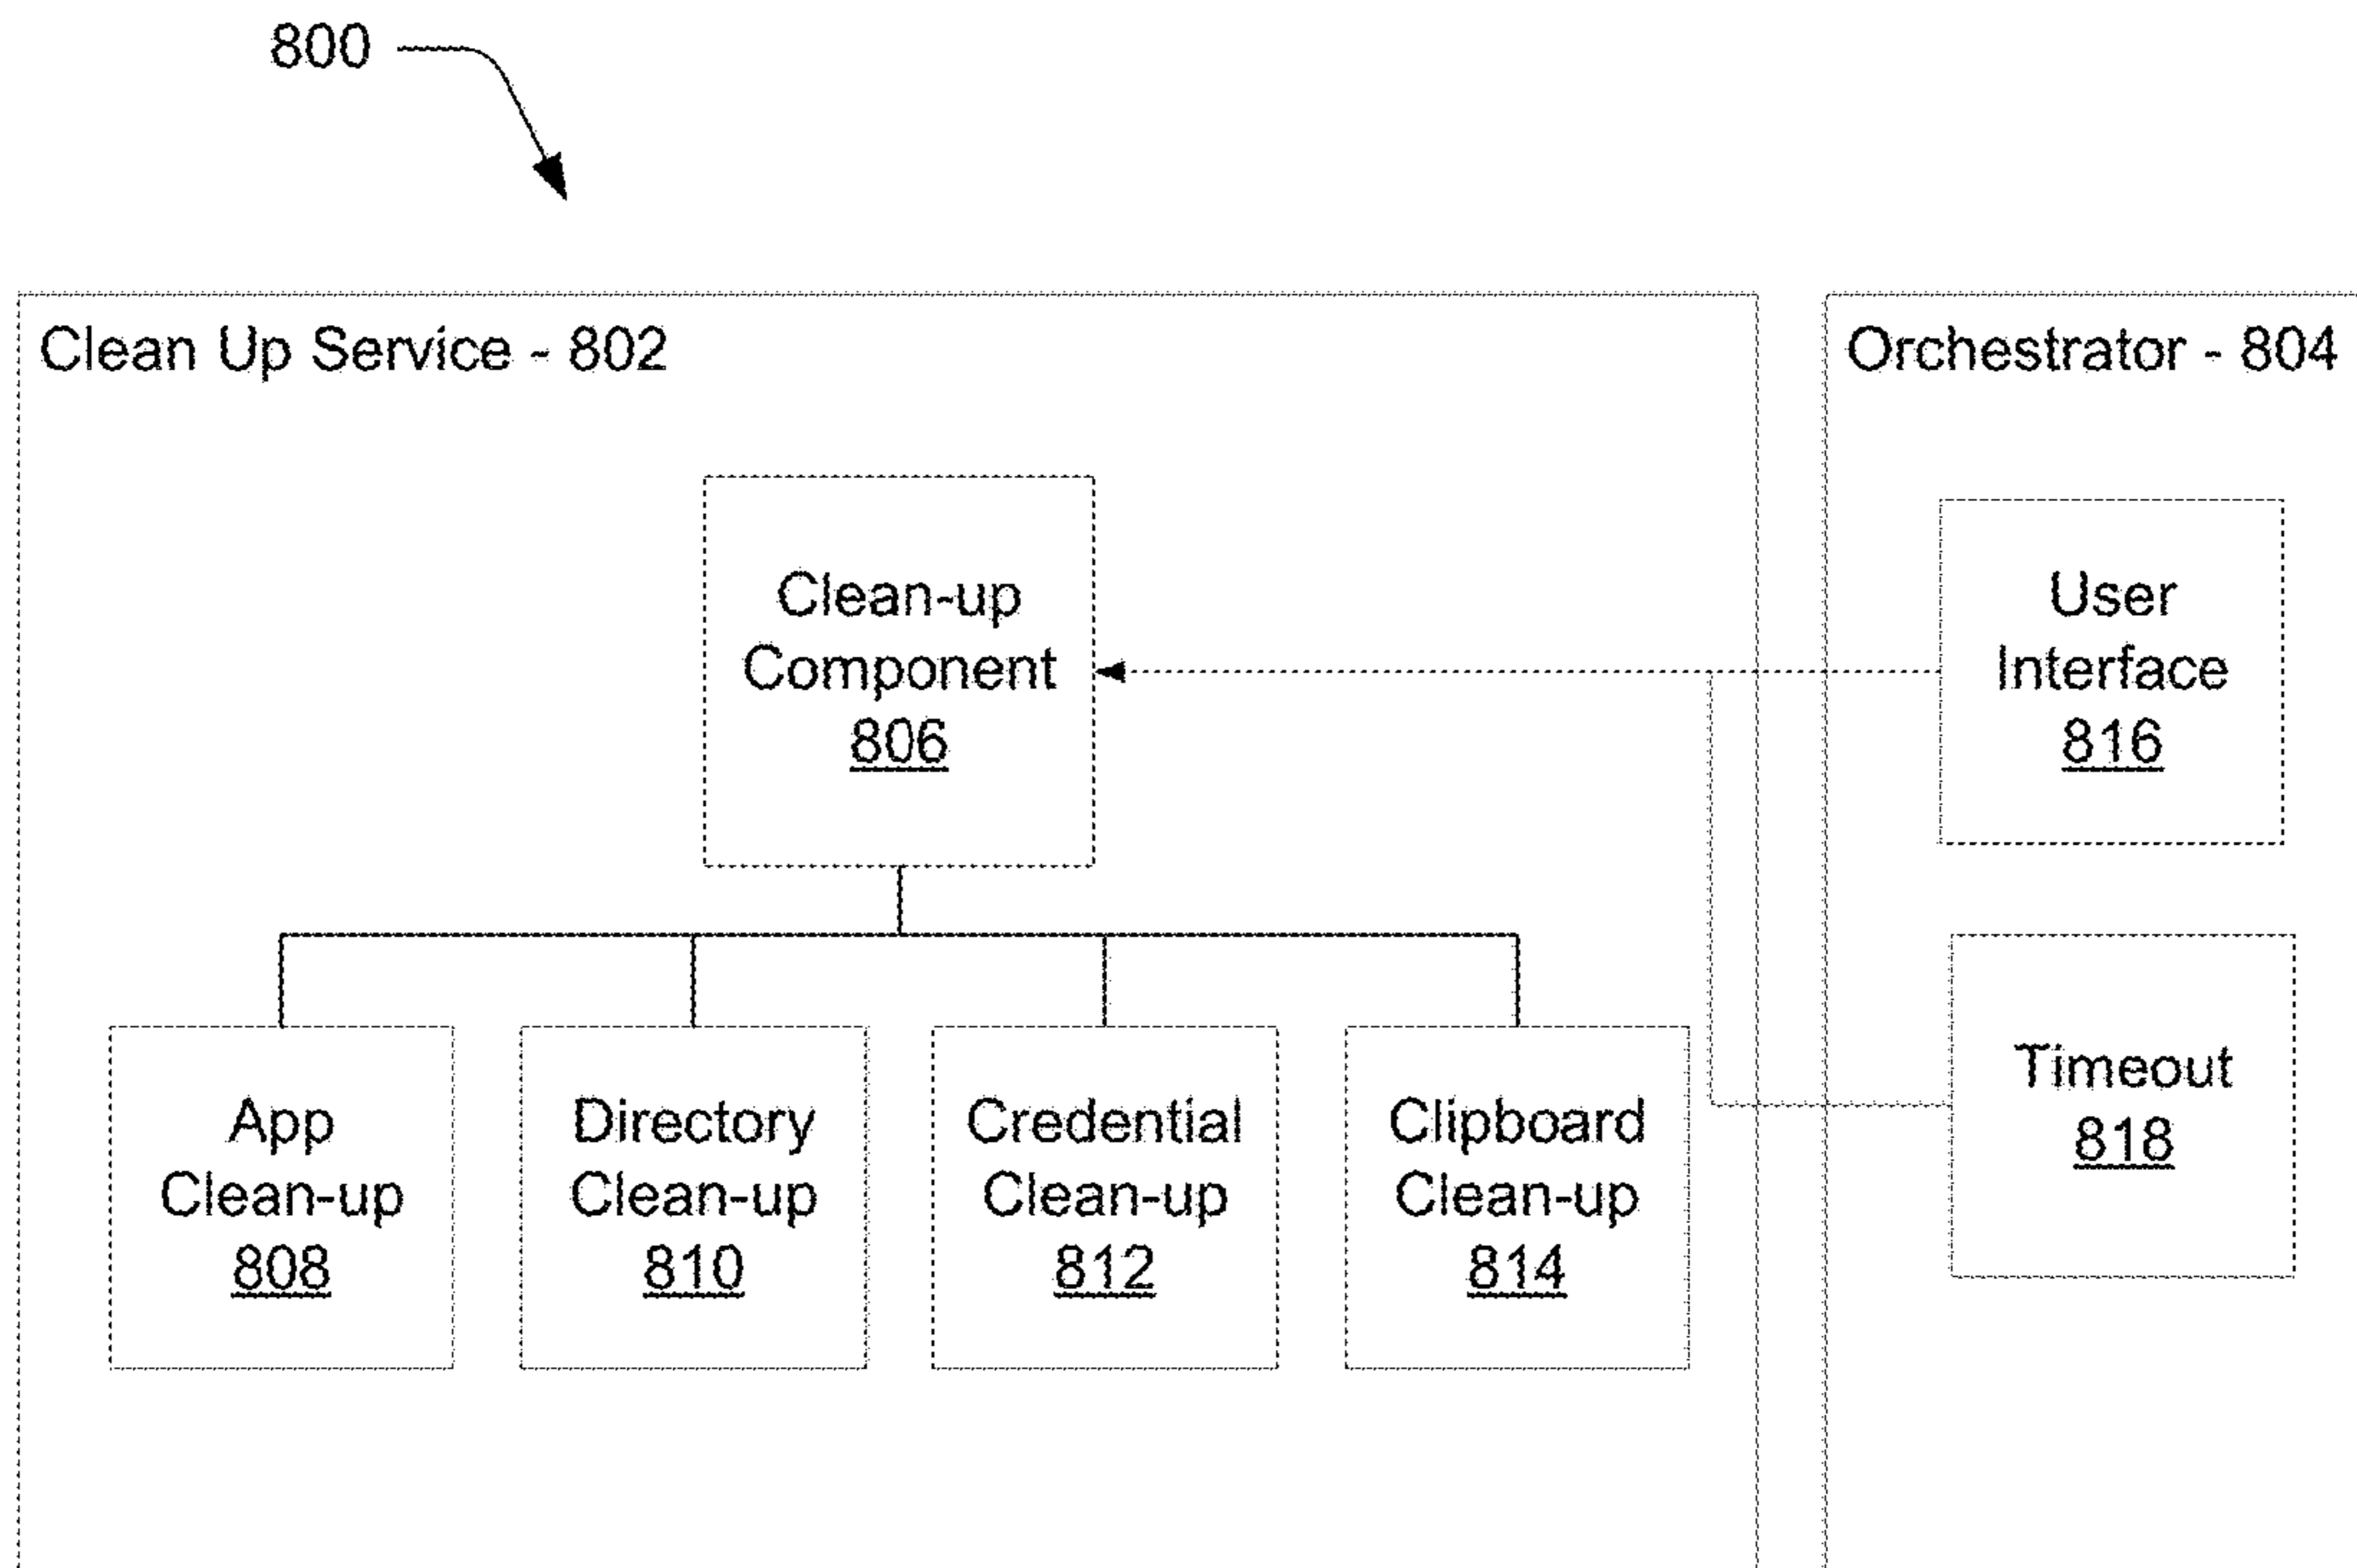 800
Clean Up Service - 802
Orchestrator - 804
Clean-up
Component
806
User
Interface
816
App
Clean-up
808
Directory
Clean-up
810
Credential
Clean-up
812
Clipboard
Clean-up
814
Timeout
818